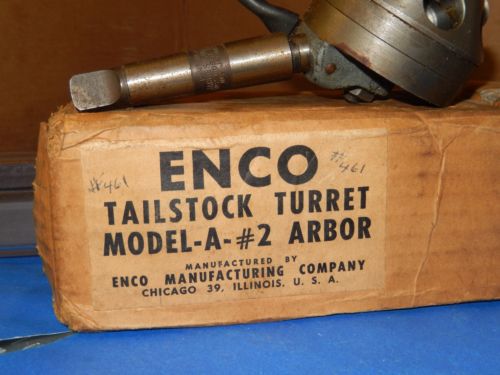 ENCO
#461
#461
TAILSTOCK TURRET
MODEL-A-#2 ARBOR
MANUFACTURED BY
ENCO MANUFACTURING COMPANY
CHICAGO 39, ILLINOIS, U. S. A.